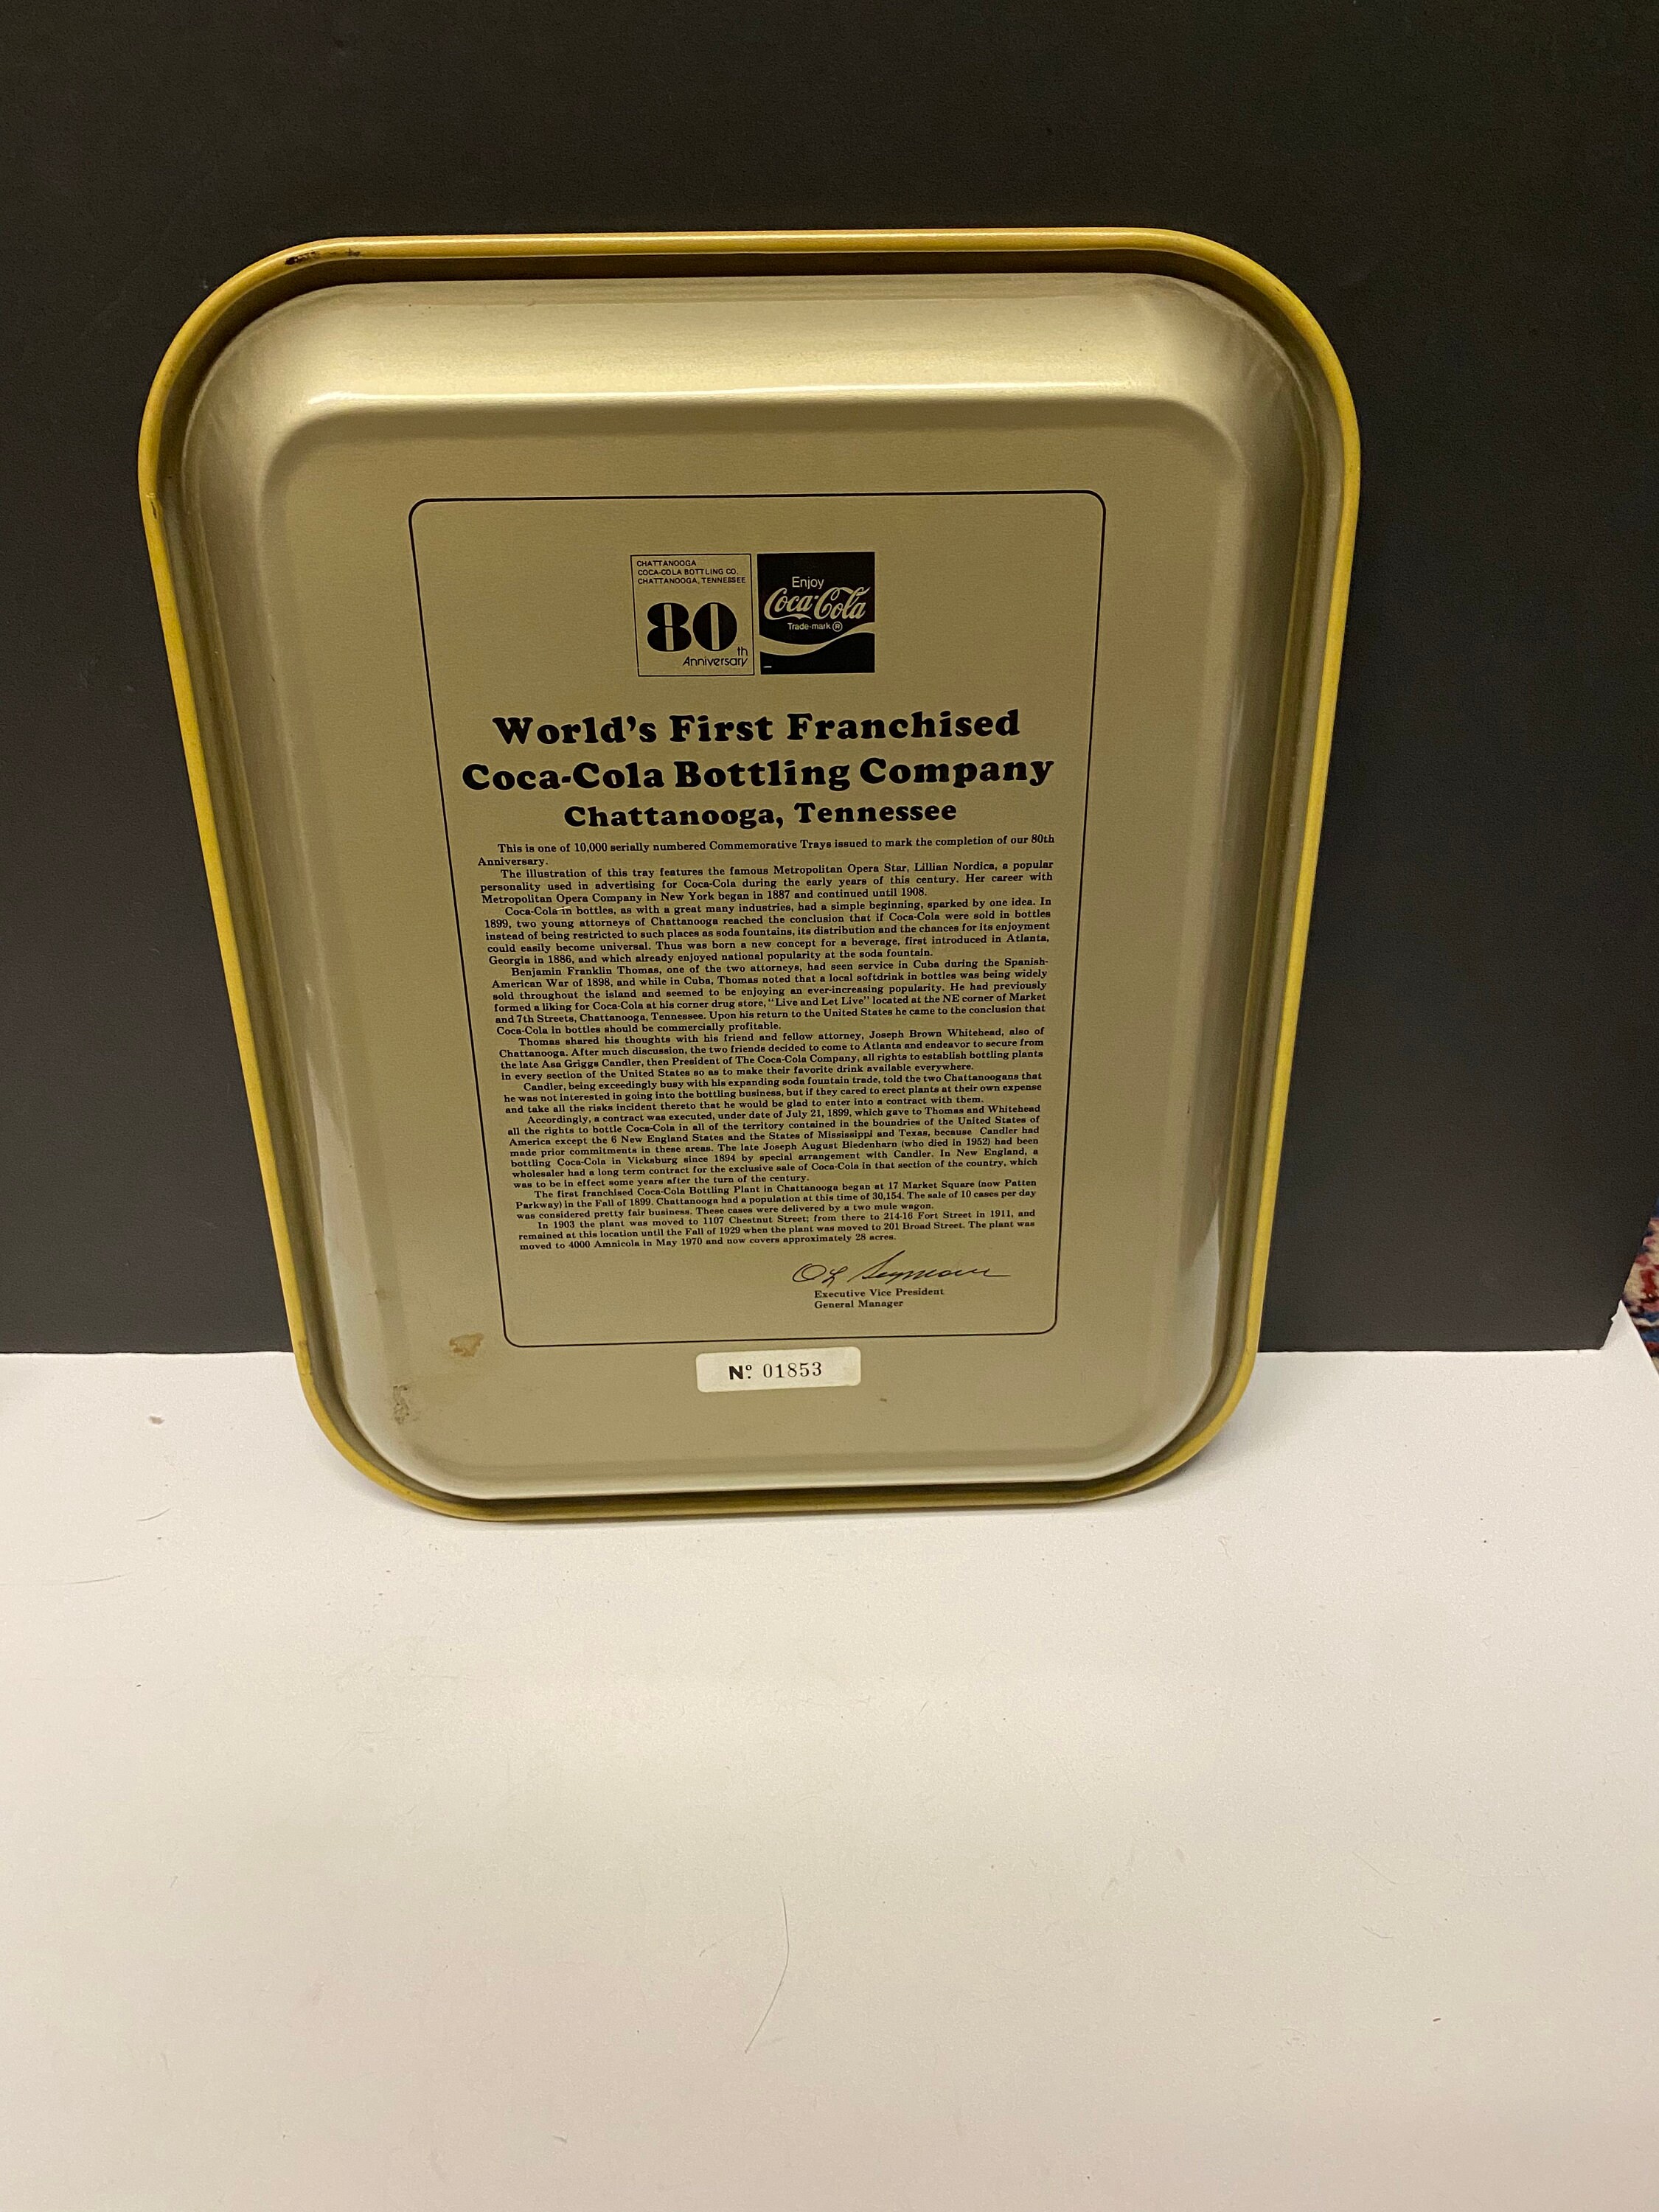 CHATTANOOGA
COCA-COLA BOTTLING CO.
CHATTANOOGA, TENNESSEE
80th
Anniversary
Enjoy
Coca-Cola
Trade-mark ®
World's First Franchised
Coca-Cola Bottling Company
Chattanooga, Tennessee
This is one of 10,000 serially numbered Commemorative Trays issued to mark the completion of our 80th
Anniversary.
The illustration of this tray features the famous Metropolitan Opera Star, Lillian Nordica, a popular
personality used in advertising for Coca-Cola during the early years of this century. Her career with
Metropolitan Opera Company in New York began in 1887 and continued until 1908.
Coca-Cola in bottles, as with a great many industries, had a simple beginning, sparked by one idea. In
1899, two young attorneys of Chattanooga reached the conclusion that if Coca-Cola were sold in bottles
instead of being restricted to such places as soda fountains, its distribution and the chances for its enjoyment
could easily become universal. Thus was born a new concept for a beverage, first introduced in Atlanta,
Georgia in 1886, and which already enjoyed national popularity at the soda fountain.
Benjamin Franklin Thomas, one of the two attorneys, had seen service in Cuba during the Spanish-
American War of 1898, and while in Cuba, Thomas noted that a local softdrink in bottles was being widely
sold throughout the island and seemed to be enjoying an ever-increasing popularity. He had previously
formed a liking for Coca-Cola at his corner drug store, "Live and Let Live" located at the NE corner of Market
and 7th Streets, Chattanooga, Tennessee. Upon his return to the United States he came to the conclusion that
Coca-Cola in bottles should be commercially profitable.
Thomas shared his thoughts with his friend and fellow attorney, Joseph Brown Whitehead, also of
Chattanooga. After much discussion, the two friends decided to come to Atlanta and endeavor to secure from
the late Asa Griggs Candler, then President of The Coca-Cola Company, all rights to establish bottling plants
in every section of the United States so as to make their favorite drink available everywhere.
Candler, being exceedingly busy with his expanding soda fountain trade, told the two Chattanoogans that
he was not interested in going into the bottling business, but if they cared to erect plants at their own expense
and take all the risks incident thereto that he would be glad to enter into a contract with them.
Accordingly, a contract was executed, under date of July 21, 1899, which gave to Thomas and Whitehead
all the rights to bottle Coca-Cola in all of the territory contained in the boundries of the United States of
America except the 6 New England States and the States of Mississippi and Texas, because Candler had
made prior commitments in these areas. The late Joseph August Biedenharn (who died in 1952) had been
bottling Coca-Cola in Vicksburg since 1894 by special arrangement with Candler. In New England, a
wholesaler had a long term contract for the exclusive sale of Coca-Cola in that section of the country, which
was to be in effect some years after the turn of the century.
The first franchised Coca-Cola Bottling Plant in Chattanooga began at 17 Market Square (now Patten
Parkway) in the Fall of 1899. Chattanooga had a population at this time of 30,154. The sale of 10 cases per day
was considered pretty fair business. These cases were delivered by a two mule wagon.
In 1903 the plant was moved to 1107 Chestnut Street; from there to 214-16 Fort Street in 1911, and
remained at this location until the Fall of 1929 when the plant was moved to 201 Broad Street. The plant was
moved to 4000 Amnicola in May 1970 and now covers approximately 28 acres.
OL Seymour
Executive Vice President
General Manager
Nº 01853